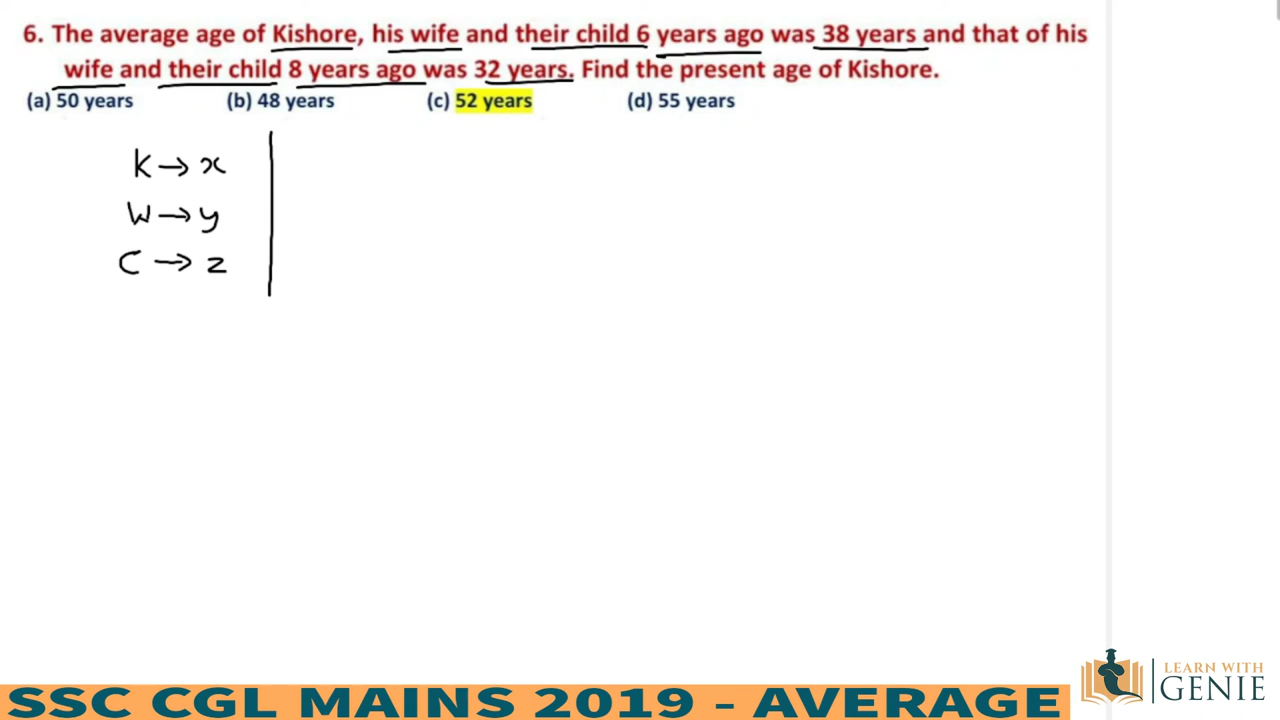 6. The average age of Kishore, his wife and their child 6 years ago was 38 years and that of his
wife and their child 8 years ago was 32 years. Find the present age of Kishore.
(a) 50 years (b) 48 years (c) 52 years (d) 55 years
K → x
W → y
C → z
LEARN WITH
GENIE
SSC CGL MAINS 2019 - AVERAGE